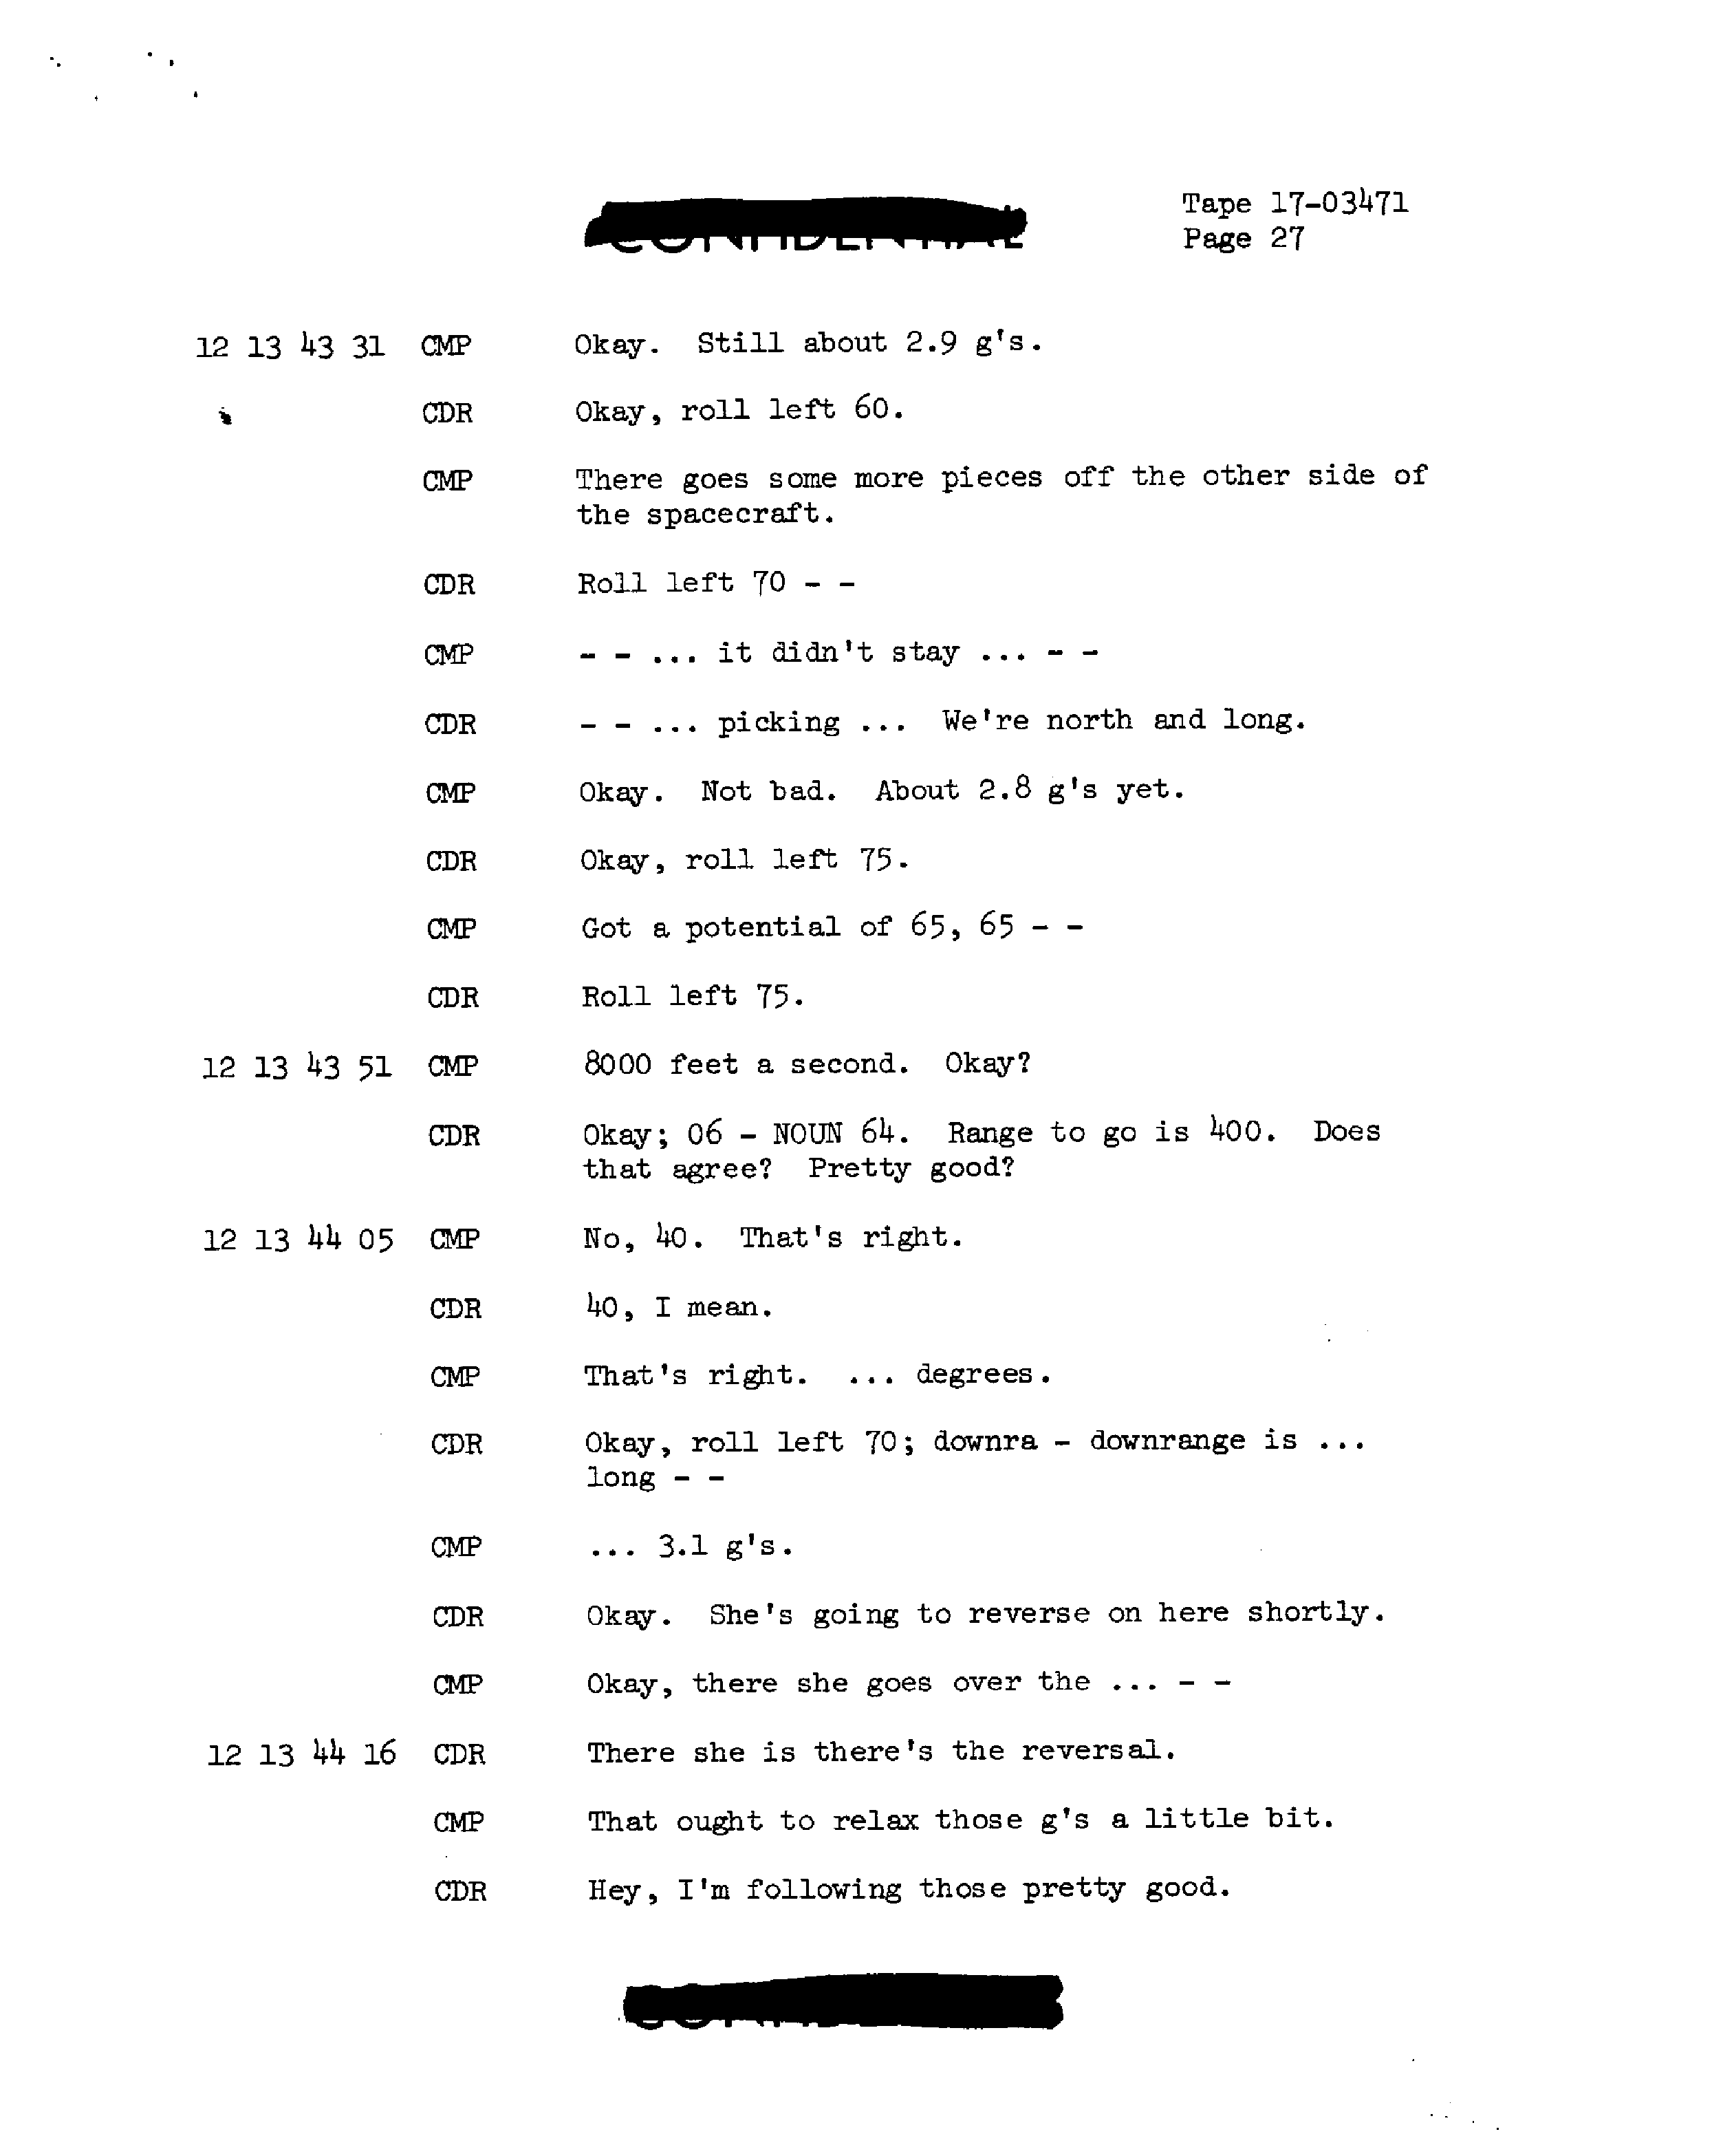 Tape 17-03471
Page 27
12 13 43 31 CMP Okay. Still about 2.9 g's.
CDR Okay, roll left 60.
CMP There goes some more pieces off the other side of
the spacecraft.
CDR Roll left 70 - -
CMP - - ... it didn't stay ... - -
CDR - - ... picking ... We're north and long.
CMP Okay. Not bad. About 2.8 g's yet.
CDR Okay, roll left 75.
CMP Got a potential of 65, 65 - -
CDR Roll left 75.
12 13 43 51 CMP 8000 feet a second. Okay?
CDR Okay; 06 - NOUN 64. Range to go is 400. Does
that agree? Pretty good?
12 13 44 05 CMP No, 40. That's right.
CDR 40, I mean.
CMP That's right. ... degrees.
CDR Okay, roll left 70; downra - downrange is ...
long - -
CMP ... 3.1 g's.
CDR Okay. She's going to reverse on here shortly.
CMP Okay, there she goes over the ... - -
12 13 44 16 CDR There she is there's the reversal.
CMP That ought to relax those g's a little bit.
CDR Hey, I'm following those pretty good.